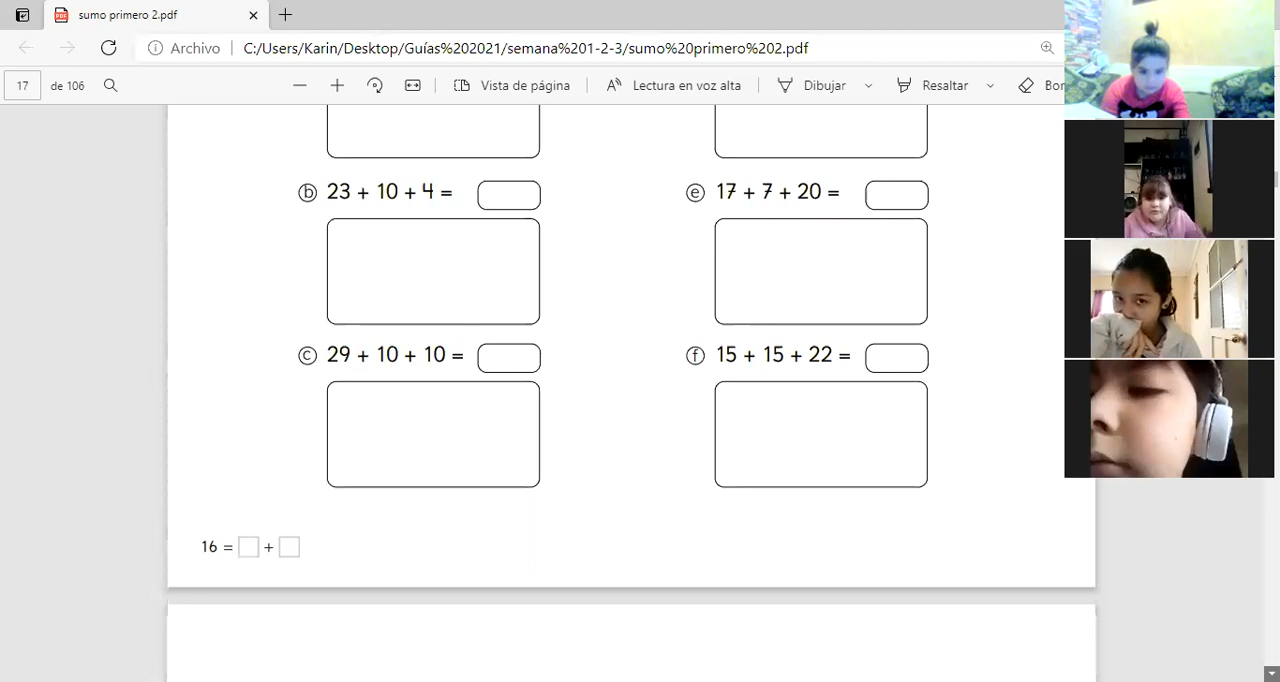 sumo primero 2.pdf
Archivo C:/Users/Karin/Desktop/Guías%202021/semana%201-2-3/sumo%20primero%202.pdf
17 de 106 Vista de página A Lectura en voz alta Dibujar Resaltar Bor
b 23 + 10 + 4 =
e 17 + 7 + 20 =
c 29 + 10 + 10 =
f 15 + 15 + 22 =
16 = +